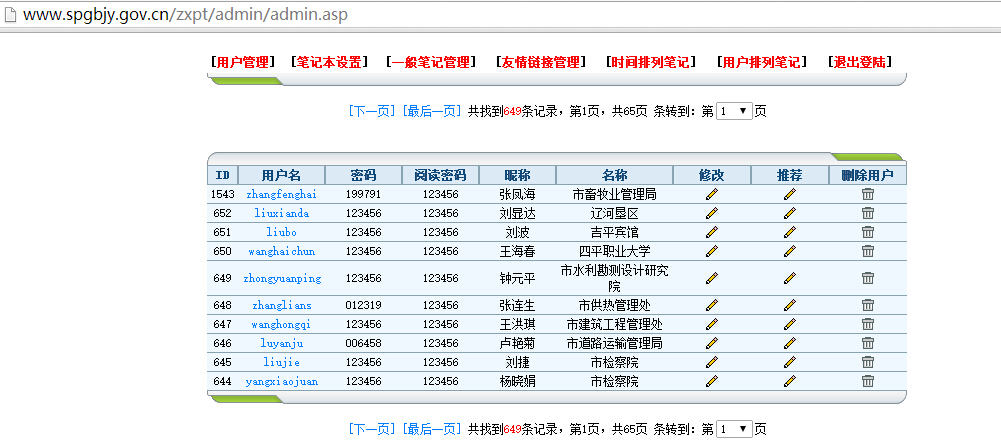 www.spgbjy.gov.cn/zxpt/admin/admin.asp
[用户管理] [笔记本设置] [一般笔记管理] [友情链接管理] [时间排列笔记] [用户排列笔记] [退出登陆]
[下一页] [最后一页] 共找到649条记录，第1页，共65页 条转到：第 1 页
ID 用户名 密码 阅读密码 昵称 名称 修改 推荐 删除用户
1543 zhangfenghai 199791 123456 张凤海 市畜牧业管理局
652 liuxianda 123456 123456 刘显达 辽河垦区
651 liubo 123456 123456 刘波 吉平宾馆
650 wanghaichun 123456 123456 王海春 四平职业大学
649 zhongyuanping 123456 123456 钟元平 市水利勘测设计研究
院
648 zhanglians 012319 123456 张连生 市供热管理处
647 wanghongqi 123456 123456 王洪琪 市建筑工程管理处
646 luyanju 006458 123456 卢艳菊 市道路运输管理局
645 liujie 123456 123456 刘捷 市检察院
644 yangxiaojuan 123456 123456 杨晓娟 市检察院
[下一页] [最后一页] 共找到649条记录，第1页，共65页 条转到：第 1 页